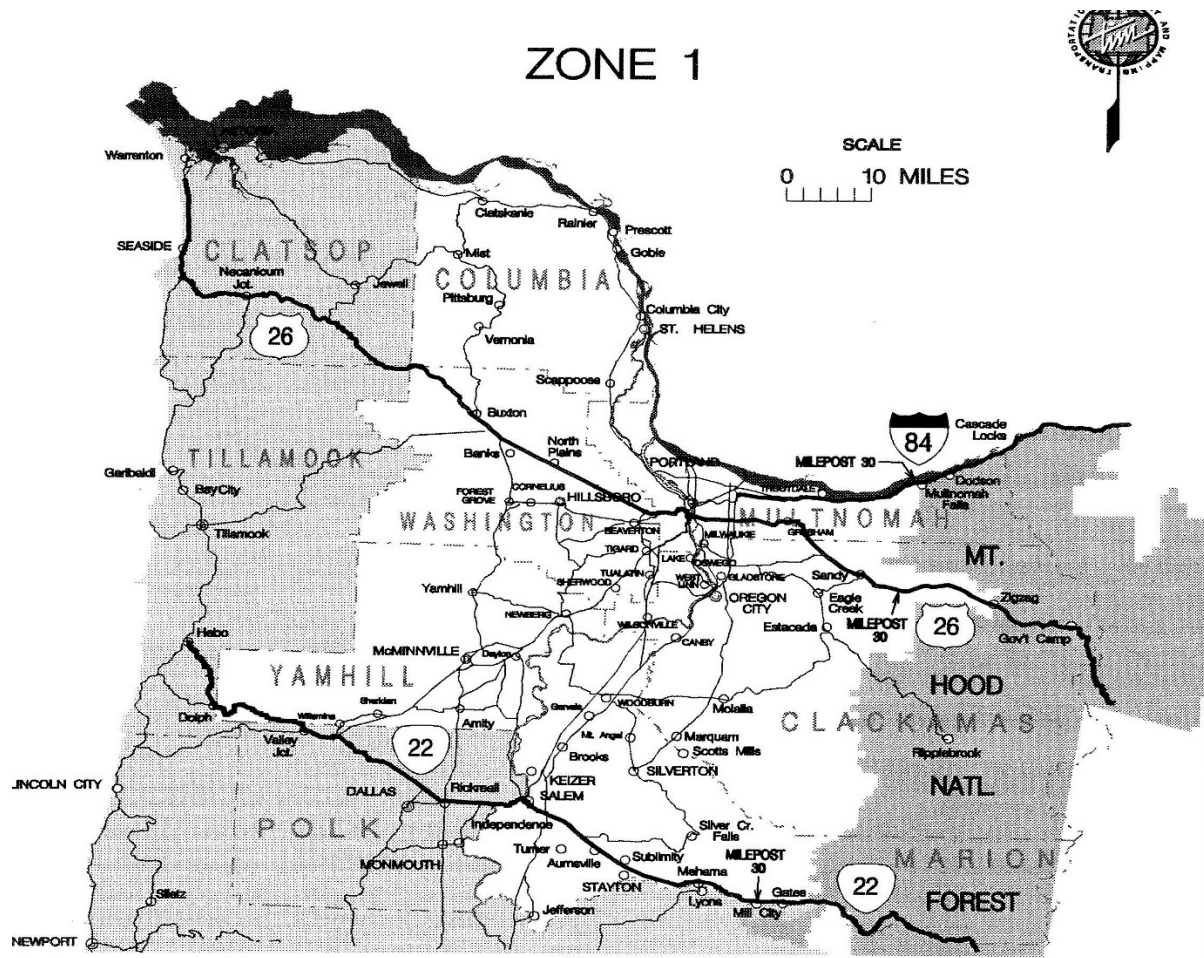 TRANSPORTATION
AND MAPPING
ZONE 1
SCALE
0 10 MILES
ASTORIA
Warrenton
Clatskanie
Rainier
Prescott
SEASIDE
CLATSOP
Goble
Necanicum
Jct.
Mist
Jewell
COLUMBIA
Pittsburg
Columbia City
ST. HELENS
26
Vernonia
Scappoose
Buxton
84
Cascade
Locks
North
Plains
Banks
PORTLAND
MILEPOST 30
TILLAMOOK
Garibaldi
TROUTDALE
Dodson
Multnomah
Falls
BayCity
CORNELIUS
FOREST
GROVE
HILLSBORO
WASHINGTON
MULTNOMAH
Tillamook
BEAVERTON
GRESHAM
MILWAUKIE
TIGARD
LAKE
OSWEGO
MT.
TUALATIN
SHERWOOD
WEST
LINN
GLADSTONE
Sandy
Yamhill
OREGON
CITY
Eagle
Creek
Zigzag
NEWBERG
MILEPOST
30
26
WILSONVILLE
Estacada
Gov't Camp
Hebo
CANBY
McMINNVILLE
Dayton
YAMHILL
HOOD
Sheridan
WOODBURN
Molalla
Dolph
Willamina
Gervais
CLACKAMAS
Amity
Valley
Jct.
22
Mt. Angel
Marquam
Brooks
Scotts Mills
Ripplebrook
KEIZER
SILVERTON
LINCOLN CITY
Rickreall
SALEM
NATL.
DALLAS
Independence
POLK
Silver Cr.
Falls
Turner
Aumsville
Sublimity
MONMOUTH
MILEPOST
30
MARION
STAYTON
Mehama
Gates
22
Siletz
Lyons
Mill City
FOREST
Jefferson
NEWPORT